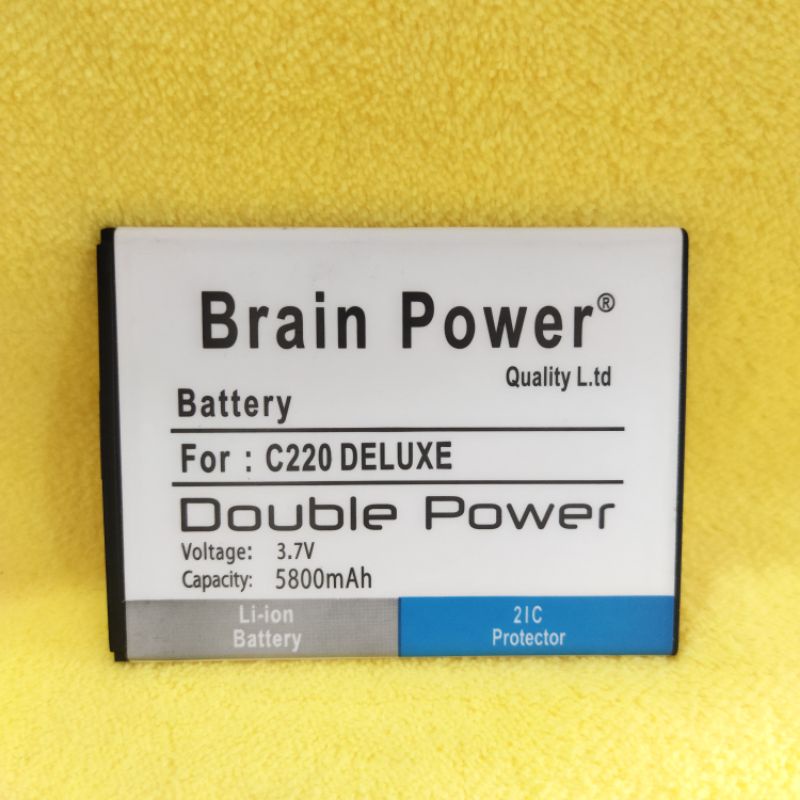 Brain Power®
Quality L.td
Battery
For : C220 DELUXE
Double Power
Voltage: 3.7V
Capacity: 5800mAh
Li-ion
Battery
2IC
Protector